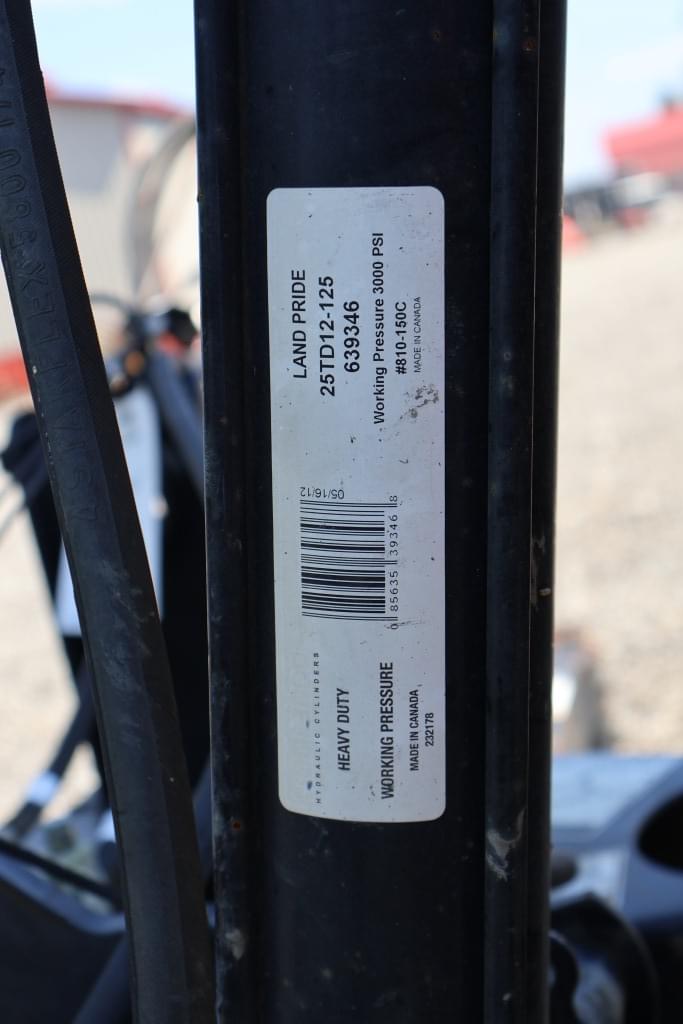 HYDRAULIC CYLINDERS
HEAVY DUTY
WORKING PRESSURE
MADE IN CANADA
232178
05/16/12
0 85635 39346 8
LAND PRIDE
25TD12-125
639346
Working Pressure 3000 PSI
#810-150C
MADE IN CANADA